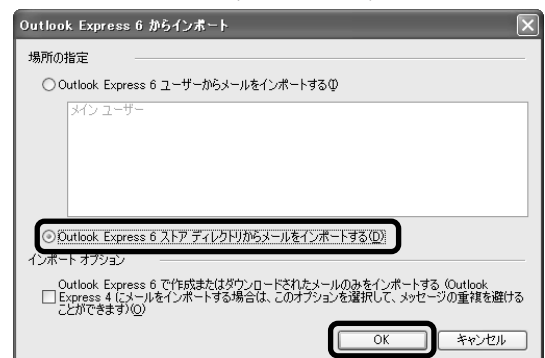 Outlook Express 6 からインポート
場所の指定
Outlook Express 6 ユーザーからメールをインポートする(I)
メイン ユーザー
Outlook Express 6 ストア ディレクトリからメールをインポートする(D)
インポート オプション
Outlook Express 6 で作成またはダウンロードされたメールのみをインポートする (Outlook
Express 4 にメールをインポートする場合は、このオプションを選択して、メッセージの重複を避ける
ことができます)(O)
OK キャンセル